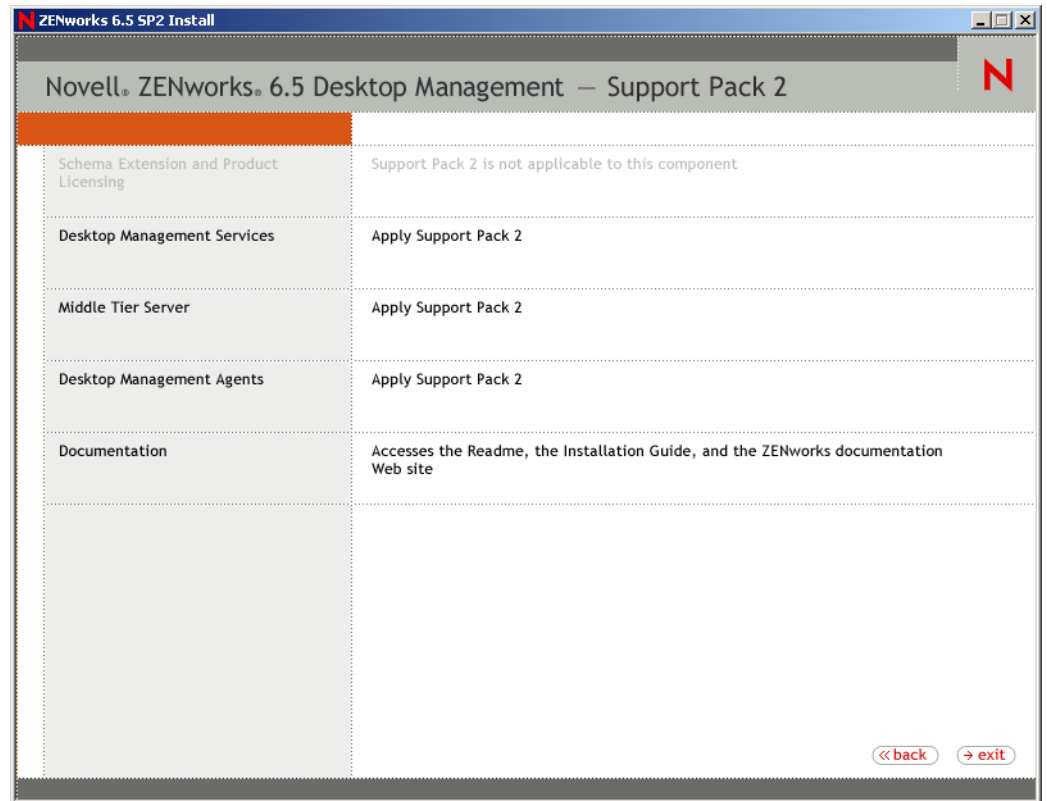 ZENworks 6.5 SP2 Install
Novell® ZENworks® 6.5 Desktop Management — Support Pack 2
N
Schema Extension and Product
Licensing
Support Pack 2 is not applicable to this component
Desktop Management Services
Apply Support Pack 2
Middle Tier Server
Apply Support Pack 2
Desktop Management Agents
Apply Support Pack 2
Documentation
Accesses the Readme, the Installation Guide, and the ZENworks documentation
Web site
back
exit